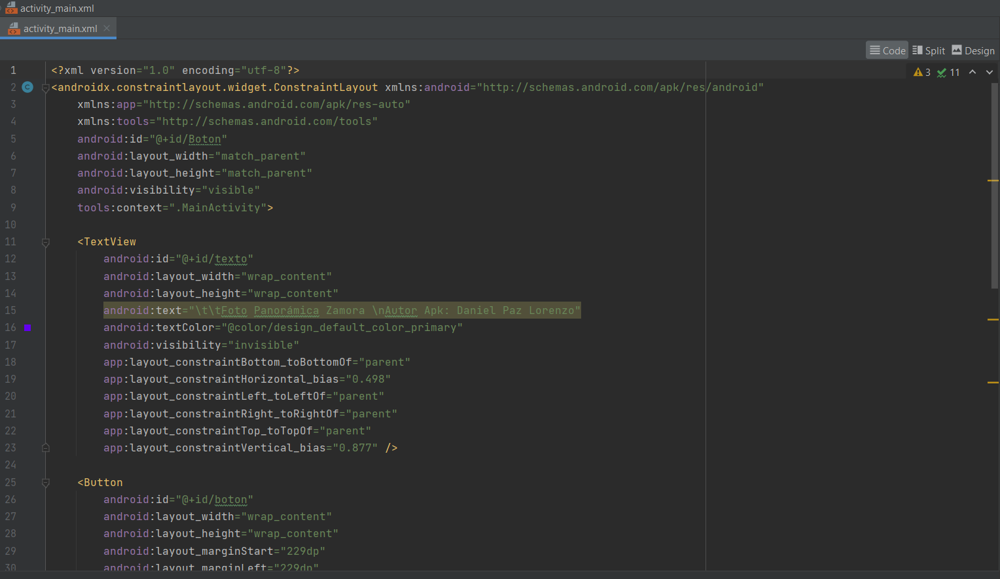 activity_main.xml
activity_main.xml
Code Split Design
3 11
1 <?xml version="1.0" encoding="utf-8"?>
2 <androidx.constraintlayout.widget.ConstraintLayout xmlns:android="http://schemas.android.com/apk/res/android"
3 xmlns:app="http://schemas.android.com/apk/res-auto"
4 xmlns:tools="http://schemas.android.com/tools"
5 android:id="@+id/Boton"
6 android:layout_width="match_parent"
7 android:layout_height="match_parent"
8 android:visibility="visible"
9 tools:context=".MainActivity">
10
11 <TextView
12 android:id="@+id/texto"
13 android:layout_width="wrap_content"
14 android:layout_height="wrap_content"
15 android:text="\t\tFoto Panorámica Zamora \nAutor Apk: Daniel Paz Lorenzo"
16 android:textColor="@color/design_default_color_primary"
17 android:visibility="invisible"
18 app:layout_constraintBottom_toBottomOf="parent"
19 app:layout_constraintHorizontal_bias="0.498"
20 app:layout_constraintLeft_toLeftOf="parent"
21 app:layout_constraintRight_toRightOf="parent"
22 app:layout_constraintTop_toTopOf="parent"
23 app:layout_constraintVertical_bias="0.877" />
24
25 <Button
26 android:id="@+id/boton"
27 android:layout_width="wrap_content"
28 android:layout_height="wrap_content"
29 android:layout_marginStart="229dp"
30 android:layout_marginLeft="229dp"